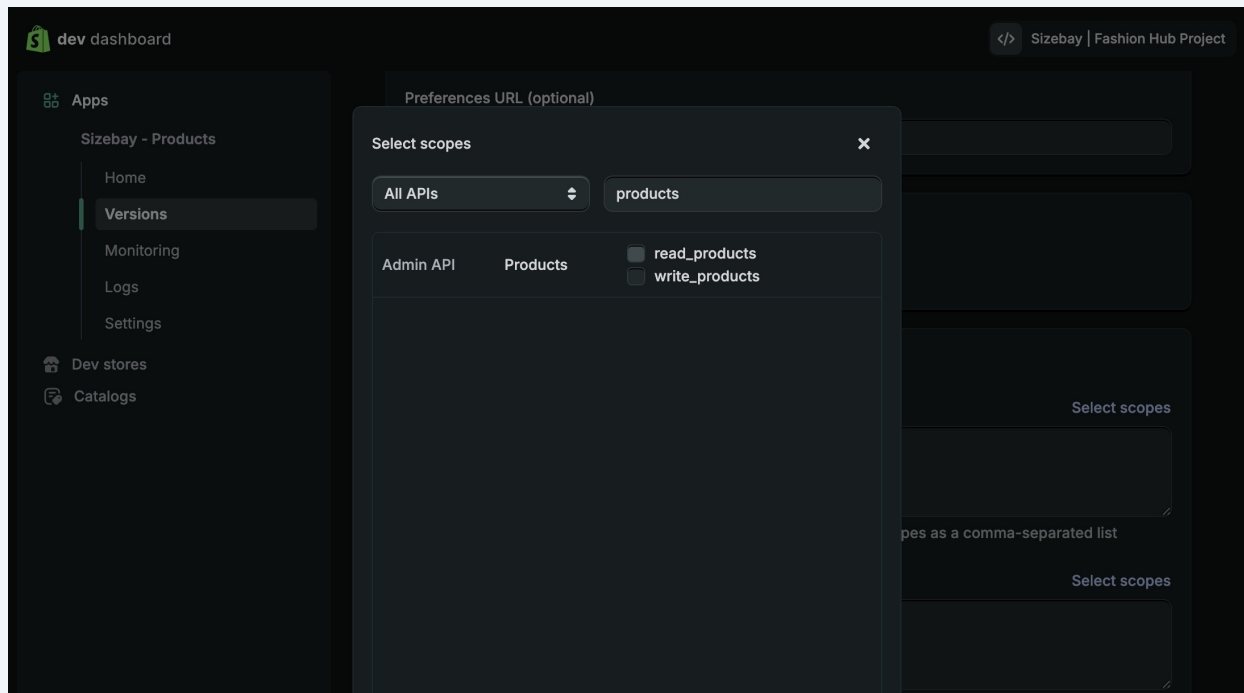 dev dashboard
</> Sizebay | Fashion Hub Project
Apps
Sizebay - Products
Home
Versions
Monitoring
Logs
Settings
Dev stores
Catalogs
Preferences URL (optional)
Select scopes
All APIs
products
Admin API
Products
read_products
write_products
Select scopes
pes as a comma-separated list
Select scopes